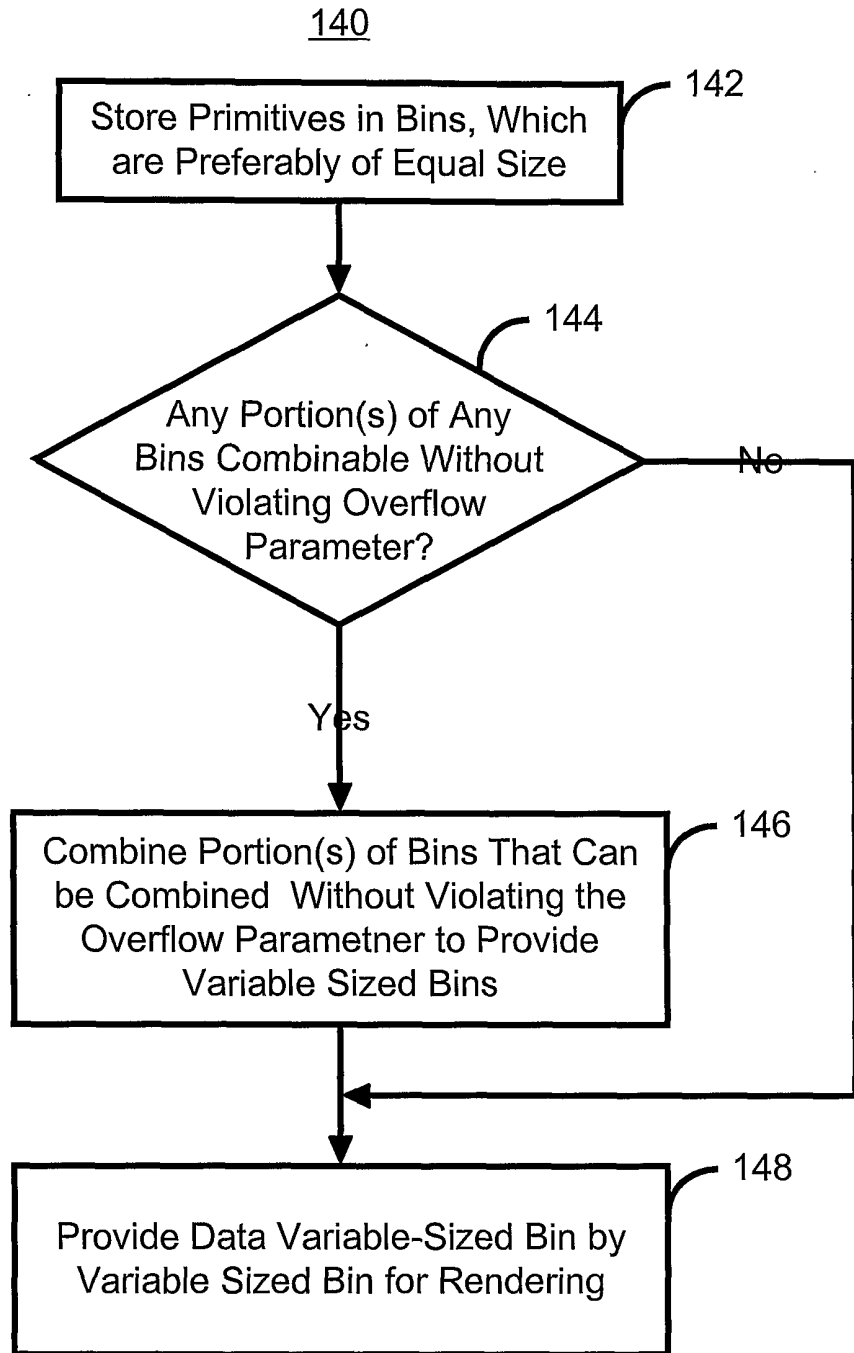 140
142
Store Primitives in Bins, Which
are Preferably of Equal Size
144
Any Portion(s) of Any
Bins Combinable Without
Violating Overflow
Parameter?
No
Yes
146
Combine Portion(s) of Bins That Can
be Combined Without Violating the
Overflow Parametner to Provide
Variable Sized Bins
148
Provide Data Variable-Sized Bin by
Variable Sized Bin for Rendering